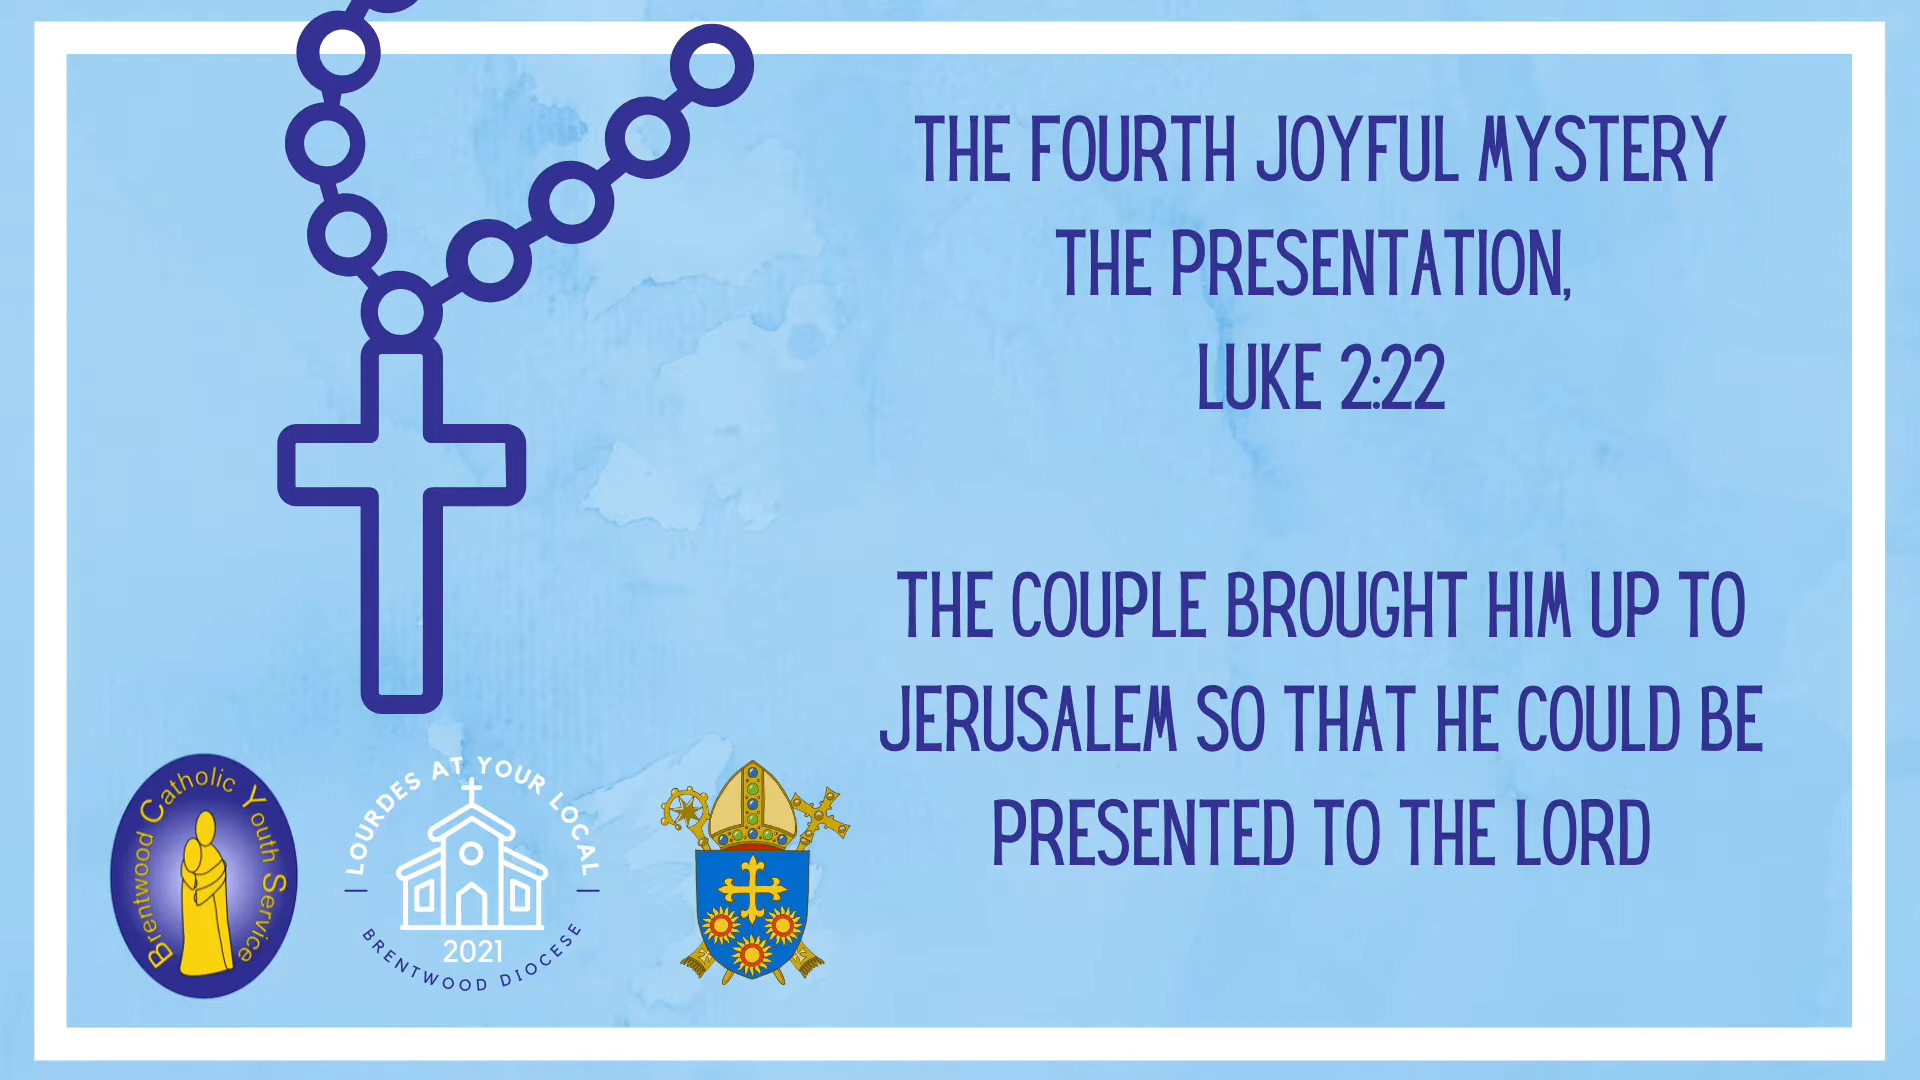 THE FOURTH JOYFUL MYSTERY
THE PRESENTATION,
LUKE 2:22
THE COUPLE BROUGHT HIM UP TO
JERUSALEM SO THAT HE COULD BE
PRESENTED TO THE LORD
Brentwood Catholic Youth Service
LOURDES AT YOUR LOCAL
2021
BRENTWOOD DIOCESE